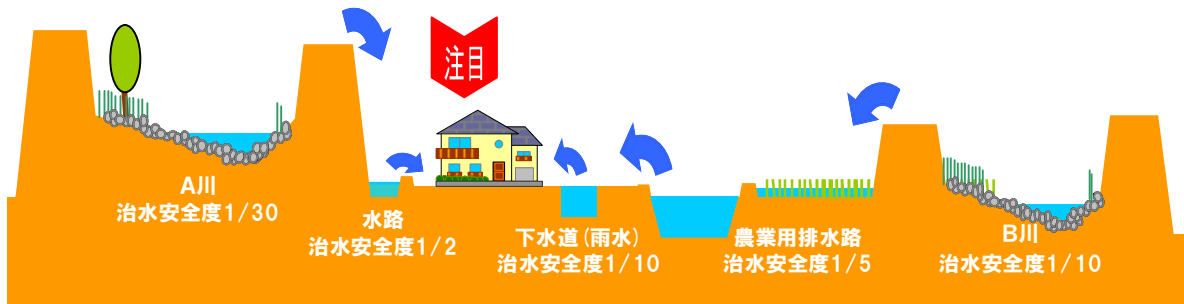 注目
A川
治水安全度1/30
水路
治水安全度1/2
下水道(雨水)
治水安全度1/10
農業用排水路
治水安全度1/5
B川
治水安全度1/10